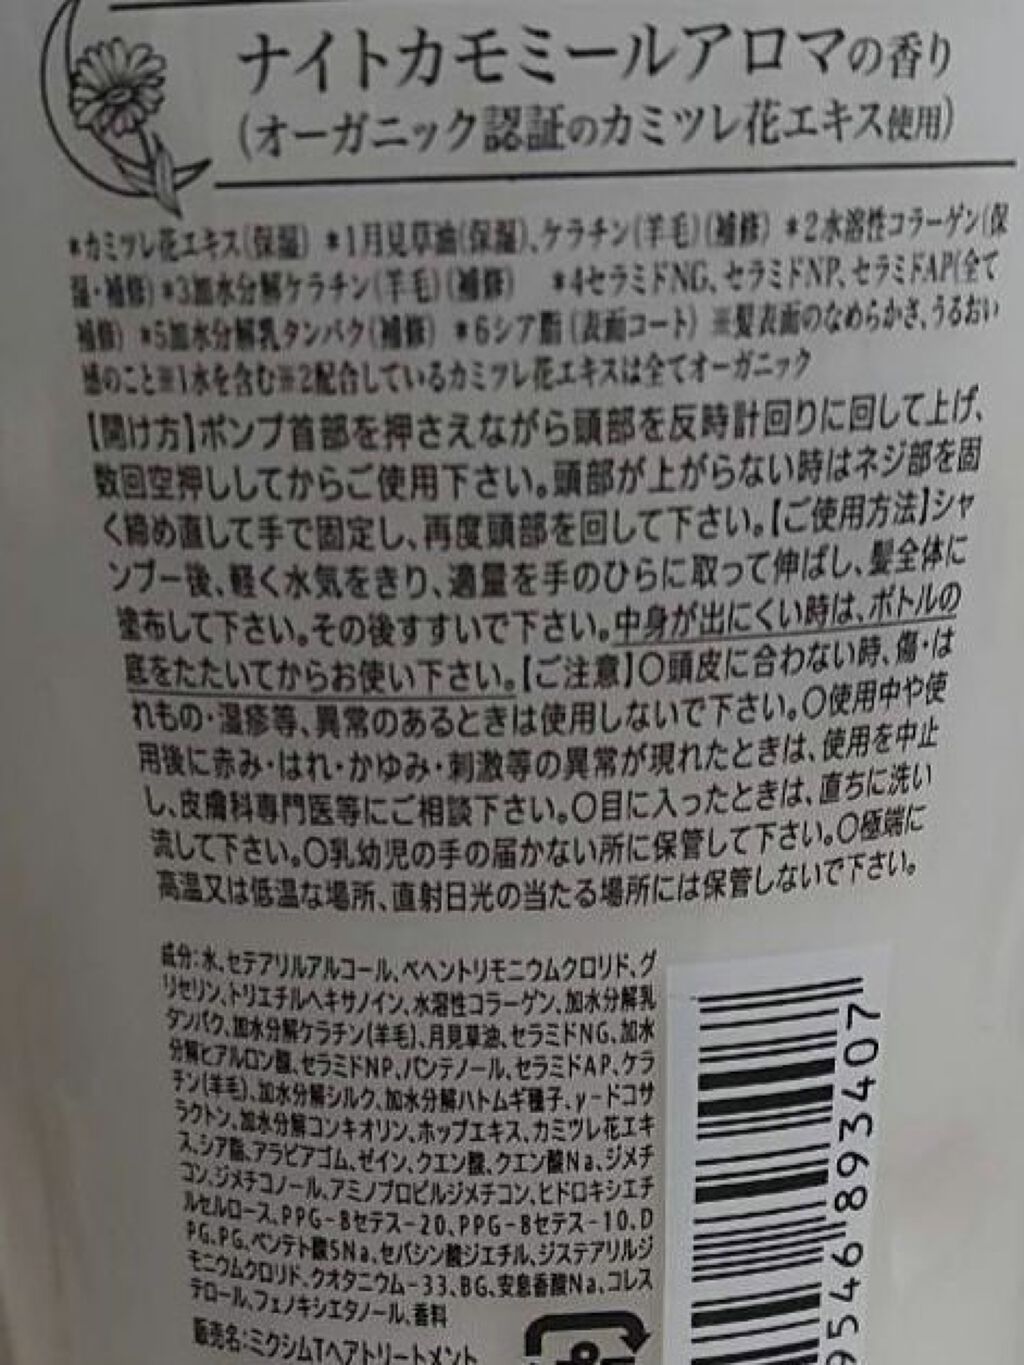 ナイトカモミールアロマの香り
(オーガニック認証のカミツレ花エキス使用)
*カミツレ花エキス(保湿) *1月見草油(保湿)、ケラチン(羊毛)(補修) *2水溶性コラーゲン(保
湿・補修)*3加水分解ケラチン(羊毛)(補修) *4セラミドNG、セラミドNP、セラミドAP(全て
補修) *5加水分解乳タンパク(補修) *6シア脂(表面コート) ※髪表面のなめらかさ、うるおい
感のこと※1水を含む※2配合しているカミツレ花エキスは全てオーガニック
【開け方】ポンプ首部を押さえながら頭部を反時計回りに回して上げ、
数回空押ししてからご使用下さい。頭部が上がらない時はネジ部を固
く締め直して手で固定し、再度頭部を回して下さい。【ご使用方法】シャ
ンプー後、軽く水気をきり、適量を手のひらに取って伸ばし、髪全体に
塗布して下さい。その後すすいで下さい。中身が出にくい時は、ボトルの
底をたたいてからお使い下さい。【ご注意】〇頭皮に合わない時、傷・は
れもの・湿疹等、異常のあるときは使用しないで下さい。〇使用中や使
用後に赤み・はれ・かゆみ・刺激等の異常が現れたときは、使用を中止
し、皮膚科専門医等にご相談下さい。〇目に入ったときは、直ちに洗い
流して下さい。〇乳幼児の手の届かない所に保管して下さい。〇極端に
高温又は低温な場所、直射日光の当たる場所には保管しないで下さい。
成分:水、セテアリルアルコール、ベヘントリモニウムクロリド、グ
リセリン、トリエチルヘキサノイン、水溶性コラーゲン、加水分解乳
タンパク、加水分解ケラチン(羊毛)、月見草油、セラミドNG、加水
分解ヒアルロン酸、セラミドNP、パンテノール、セラミドAP、ケラ
チン(羊毛)、加水分解シルク、加水分解ハトムギ種子、γ-ドコサ
ラクトン、加水分解コンキオリン、ホップエキス、カミツレ花エキ
ス、シア脂、アラビアゴム、ゼイン、クエン酸、クエン酸Na、ジメチ
コン、ジメチコノール、アミノプロピルジメチコン、ヒドロキシエチ
ルセルロース、PPG-8セテス-20、PPG-8セテス-10、D
PG、PG、ペンテト酸5Na、セバシン酸ジエチル、ジステアリルジ
モニウムクロリド、クオタニウム-33、BG、安息香酸Na、コレス
テロール、フェノキシエタノール、香料
販売名:ミクシムTヘアトリートメント
9546 893407